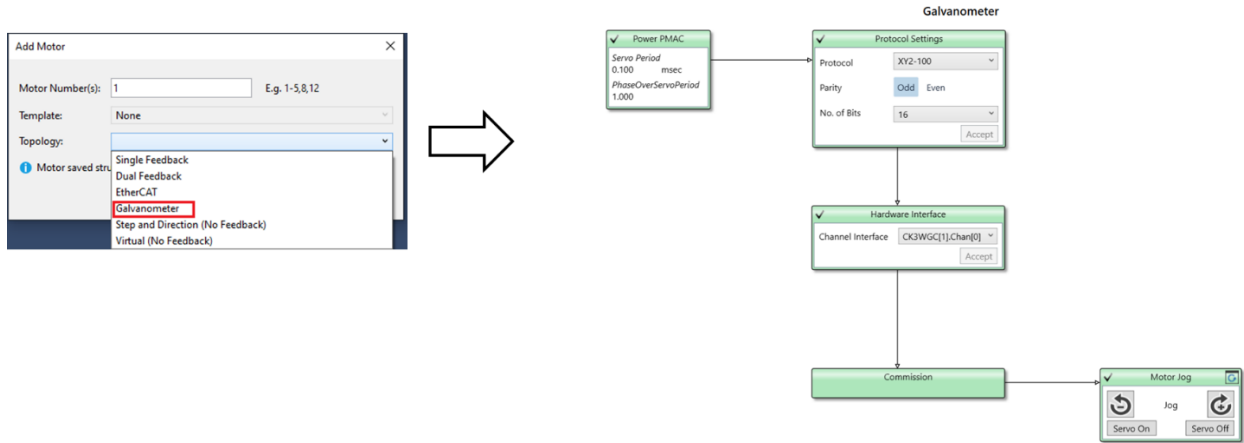 Add Motor
Motor Number(s): 1 E.g. 1-5,8,12
Template: None
Topology:
Motor saved stru
Single Feedback
Dual Feedback
EtherCAT
Galvanometer
Step and Direction (No Feedback)
Virtual (No Feedback)
Galvanometer
Power PMAC
Servo Period
0.100 msec
PhaseOverServoPeriod
1.000
Protocol Settings
Protocol XY2-100
Parity Odd Even
No. of Bits 16
Accept
Hardware Interface
Channel Interface CK3WGC[1].Chan[0]
Accept
Commission
Motor Jog
Jog
Servo On Servo Off